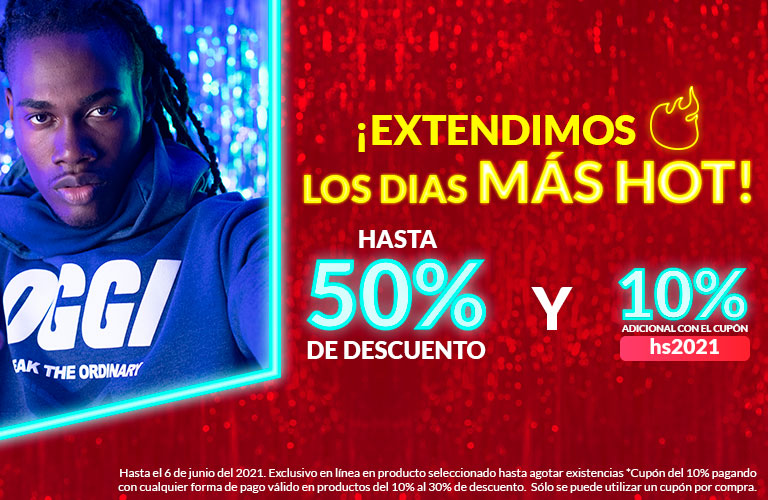 ¡EXTENDIMOS
LOS DIAS MÁS HOT!
HASTA
50%
DE DESCUENTO
Y
10%
ADICIONAL CON EL CUPÓN
hs2021
OGGI
EAK THE ORDINARY
Hasta el 6 de junio del 2021. Exclusivo en línea en producto seleccionado hasta agotar existencias *Cupón del 10% pagando
con cualquier forma de pago válido en productos del 10% al 30% de descuento. Sólo se puede utilizar un cupón por compra.